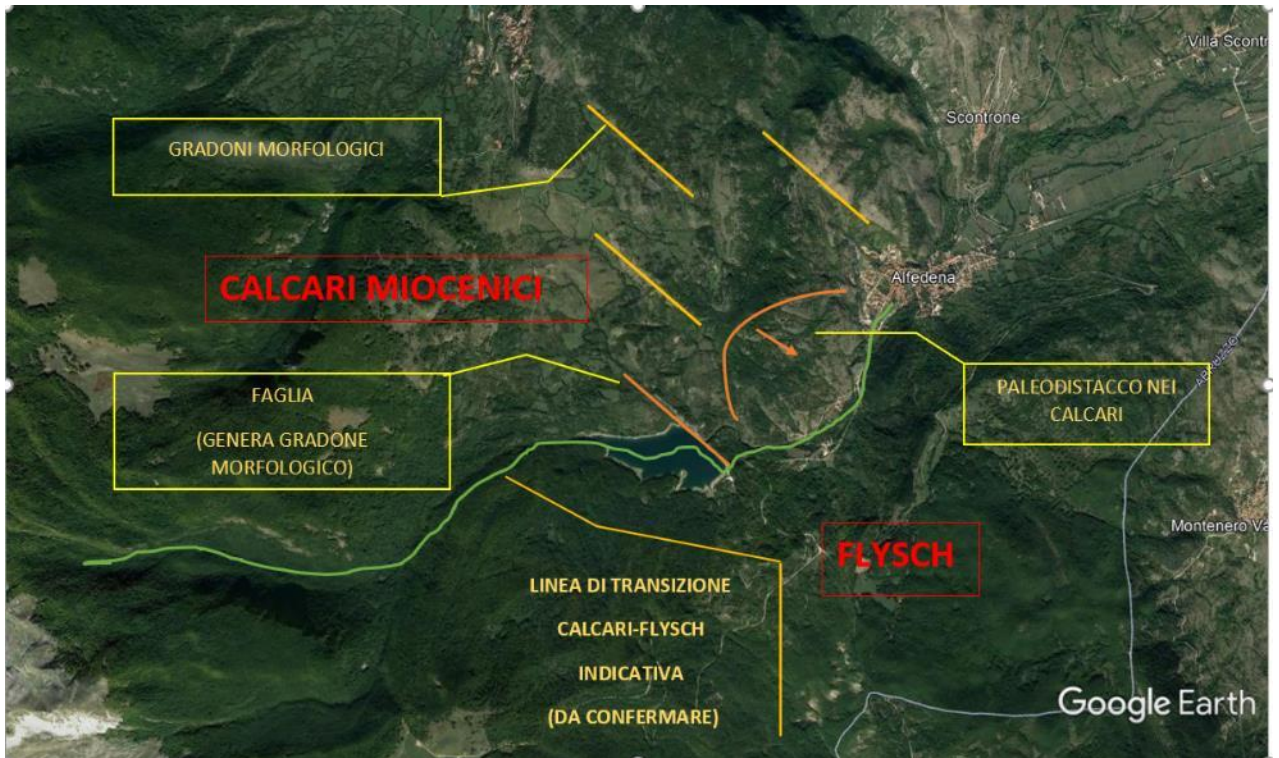 Villa Scontr
Scontrone
GRADONI MORFOLOGICI
CALCARI MIOCENICI
Alfedena
ABRUZZO
FAGLIA
(GENERA GRADONE
MORFOLOGICO)
PALEODISTACCO NEI
CALCARI
Montenero Va
FLYSCH
LINEA DI TRANSIZIONE
CALCARI-FLYSCH
INDICATIVA
(DA CONFERMARE)
Google Earth